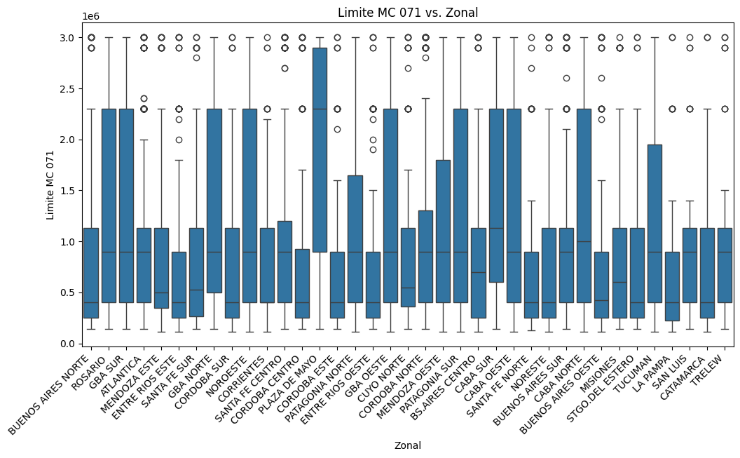 Limite MC 071 vs. Zonal
1e6
3.0
2.5
2.0
1.5
1.0
0.5
0.0
Limite MC 071
BUENOS AIRES NORTE
ROSARIO
GBA SUR
ATLANTICA
MENDOZA ESTE
ENTRE RIOS ESTE
SANTA FE SUR
GBA NORTE
CORDOBA SUR
NOROESTE
CORRIENTES
SANTA FE CENTRO
CORDOBA CENTRO
PLAZA DE MAYO
CORDOBA ESTE
PATAGONIA NORTE
ENTRE RIOS OESTE
GBA OESTE
CUYO NORTE
CORDOBA NORTE
MENDOZA OESTE
PATAGONIA SUR
BS.AIRES CENTRO
CABA SUR
CABA OESTE
SANTA FE NORTE
NORESTE
BUENOS AIRES SUR
CABA NORTE
BUENOS AIRES OESTE
MISIONES
STGO.DEL ESTERO
TUCUMAN
LA PAMPA
SAN LUIS
CATAMARCA
TRELEW
Zonal